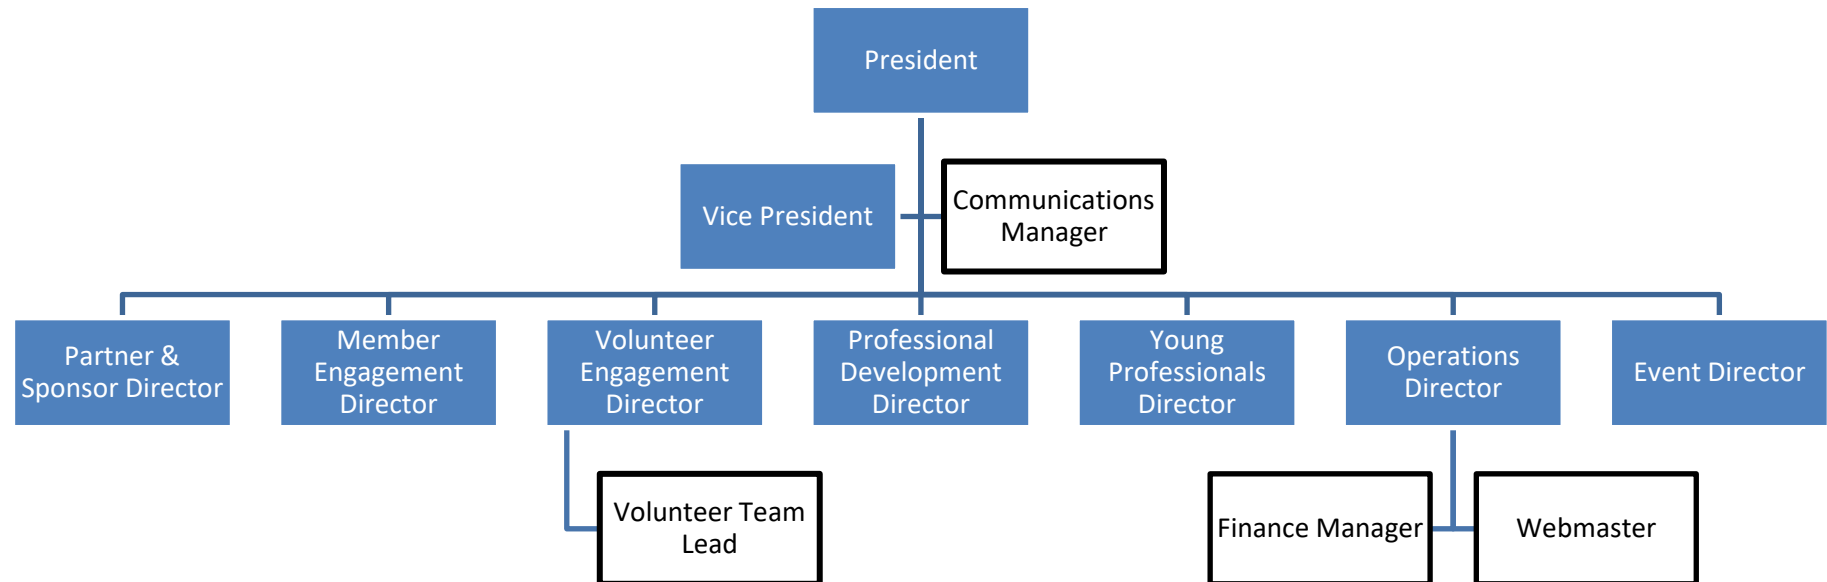 President
Vice President
Communications
Manager
Partner &
Sponsor Director
Member
Engagement
Director
Volunteer
Engagement
Director
Professional
Development
Director
Young
Professionals
Director
Operations
Director
Event Director
Volunteer Team
Lead
Finance Manager
Webmaster